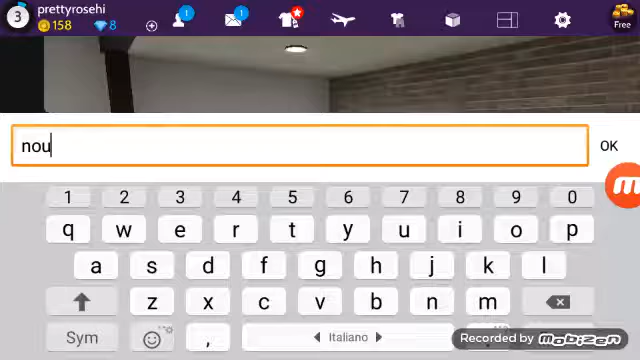 3 prettyrosehi 1 1 Free
158 8
nou OK
1 2 3 4 5 6 7 8 9 0
q w e r t y u i o p
a s d f g h j k l
z x c v b n m
Sym , Italiano Recorded by MOBIZEN